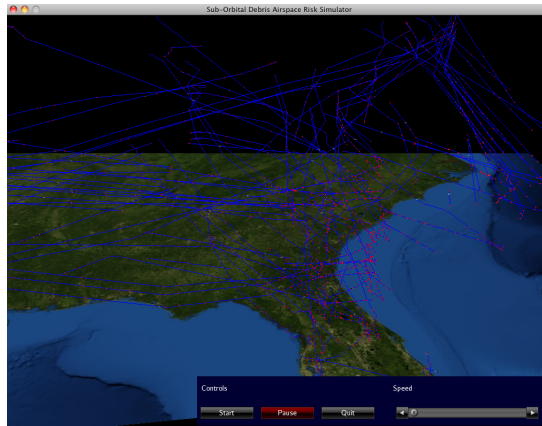 Sub-Orbital Debris Airspace Risk Simulator
Controls
Speed
Start
Pause
Quit